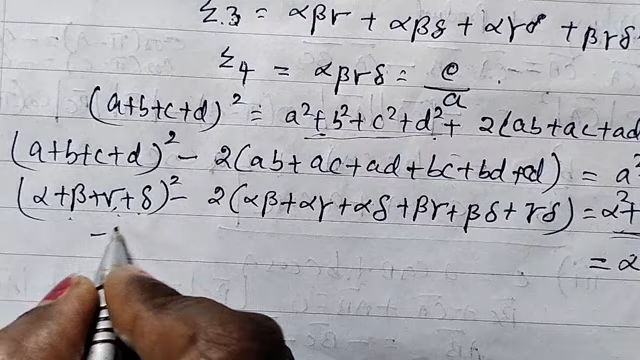 Σ.3 = αβγ + αβδ + αγδ + βγδ
Σ4 = αβγδ = e/a
(a+b+c+d)² = a²+b²+c²+d²+ 2(ab+ac+ad
(a+b+c+d)² - 2(ab+ac+ad+bc+bd+cd) = a²
(α+β+γ+δ)² - 2(αβ+αγ+αδ+βγ+βδ+γδ) = α²+
= α
-